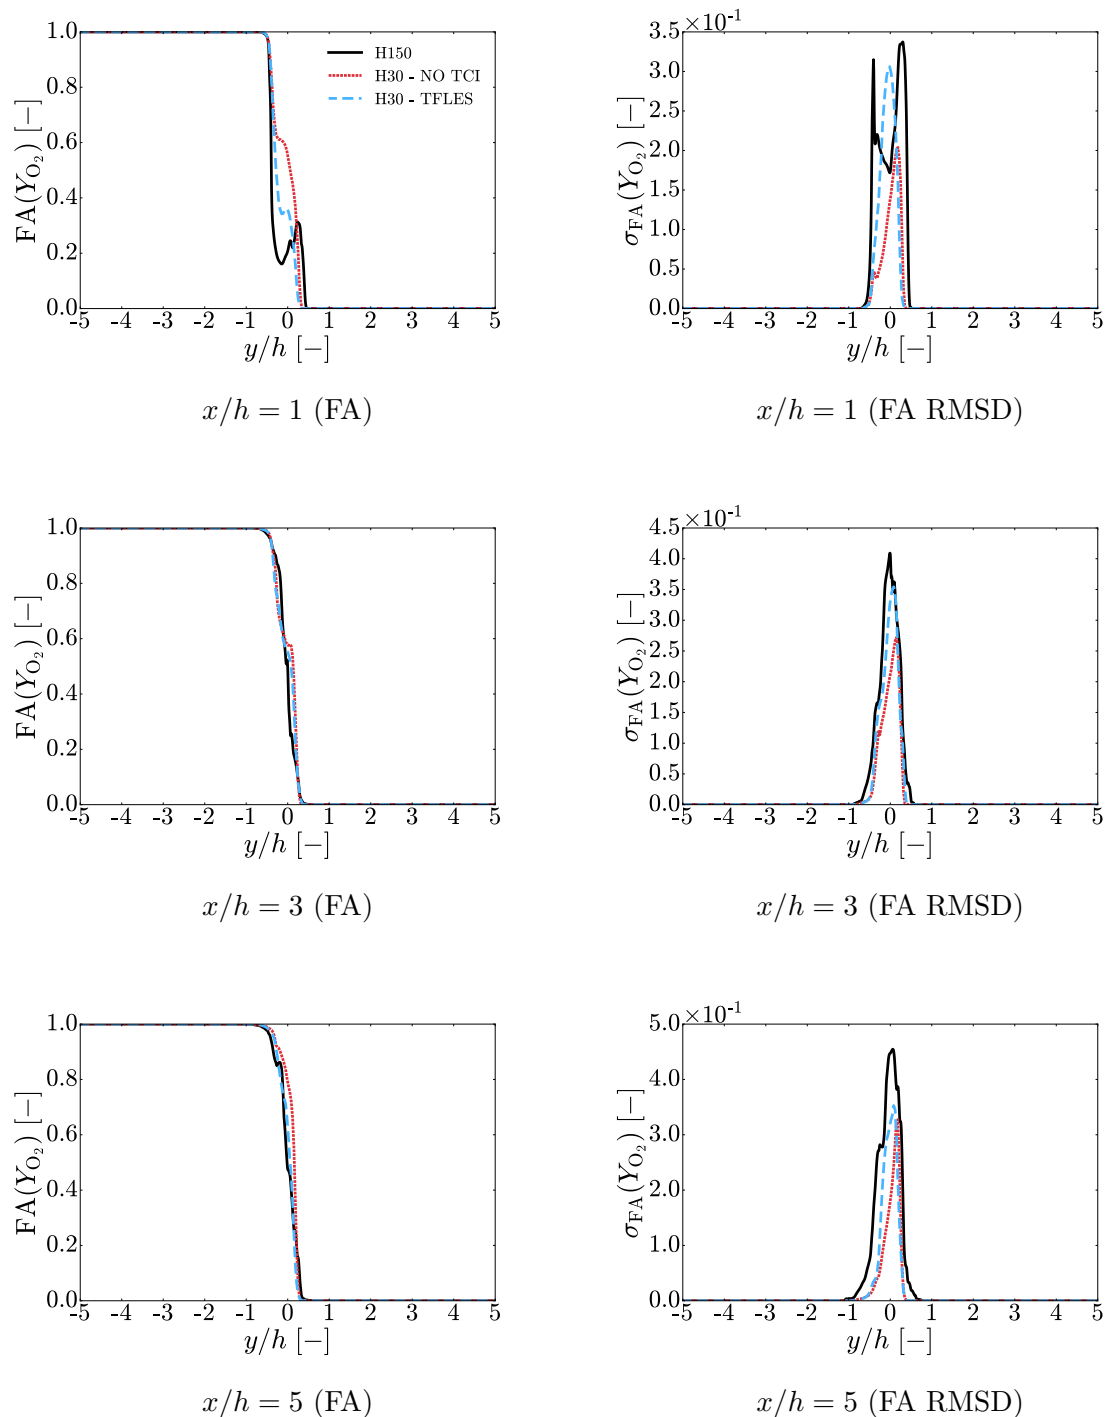 3.5×10⁻¹
1.0
0.8
0.6
0.4
0.2
0.0
FA(Y_O₂) [−]
H150
H30 - NO TCI
H30 - TFLES
-5 -4 -3 -2 -1 0 1 2 3 4 5
y/h [−]
x/h = 1 (FA)
3.0
2.5
2.0
1.5
1.0
0.5
0.0
σ_FA(Y_O₂) [−]
-5 -4 -3 -2 -1 0 1 2 3 4 5
y/h [−]
x/h = 1 (FA RMSD)
1.0
0.8
0.6
0.4
0.2
0.0
FA(Y_O₂) [−]
-5 -4 -3 -2 -1 0 1 2 3 4 5
y/h [−]
x/h = 3 (FA)
4.5×10⁻¹
4.0
3.5
3.0
2.5
2.0
1.5
1.0
0.5
0.0
σ_FA(Y_O₂) [−]
-5 -4 -3 -2 -1 0 1 2 3 4 5
y/h [−]
x/h = 3 (FA RMSD)
1.0
0.8
0.6
0.4
0.2
0.0
FA(Y_O₂) [−]
-5 -4 -3 -2 -1 0 1 2 3 4 5
y/h [−]
x/h = 5 (FA)
5.0×10⁻¹
4.0
3.0
2.0
1.0
0.0
σ_FA(Y_O₂) [−]
-5 -4 -3 -2 -1 0 1 2 3 4 5
y/h [−]
x/h = 5 (FA RMSD)